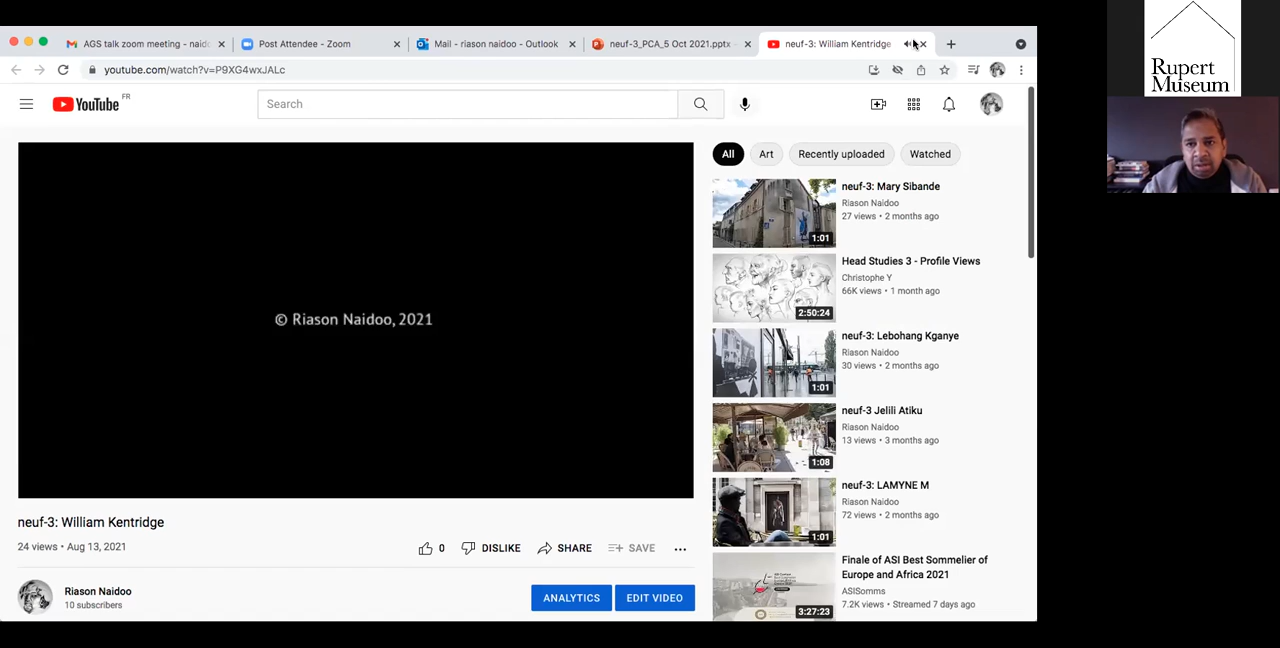 AGS talk zoom meeting - naido
Post Attendee - Zoom
Mail - riason naidoo - Outlook
neuf-3_PCA_5 Oct 2021.pptx -
neuf-3: William Kentridge
youtube.com/watch?v=P9XG4wxJALc
YouTube FR
Search
© Riason Naidoo, 2021
neuf-3: William Kentridge
24 views • Aug 13, 2021
0
DISLIKE
SHARE
SAVE
Riason Naidoo
10 subscribers
ANALYTICS
EDIT VIDEO
All
Art
Recently uploaded
Watched
neuf-3: Mary Sibande
Riason Naidoo
27 views • 2 months ago
1:01
Head Studies 3 - Profile Views
Christophe Y
66K views • 1 month ago
2:50:24
neuf-3: Lebohang Kganye
Riason Naidoo
30 views • 2 months ago
1:01
neuf-3 Jelili Atiku
Riason Naidoo
13 views • 3 months ago
1:08
neuf-3: LAMYNE M
Riason Naidoo
72 views • 2 months ago
1:01
Finale of ASI Best Sommelier of
Europe and Africa 2021
ASISomms
7.2K views • Streamed 7 days ago
3:27:23
Rupert
Museum